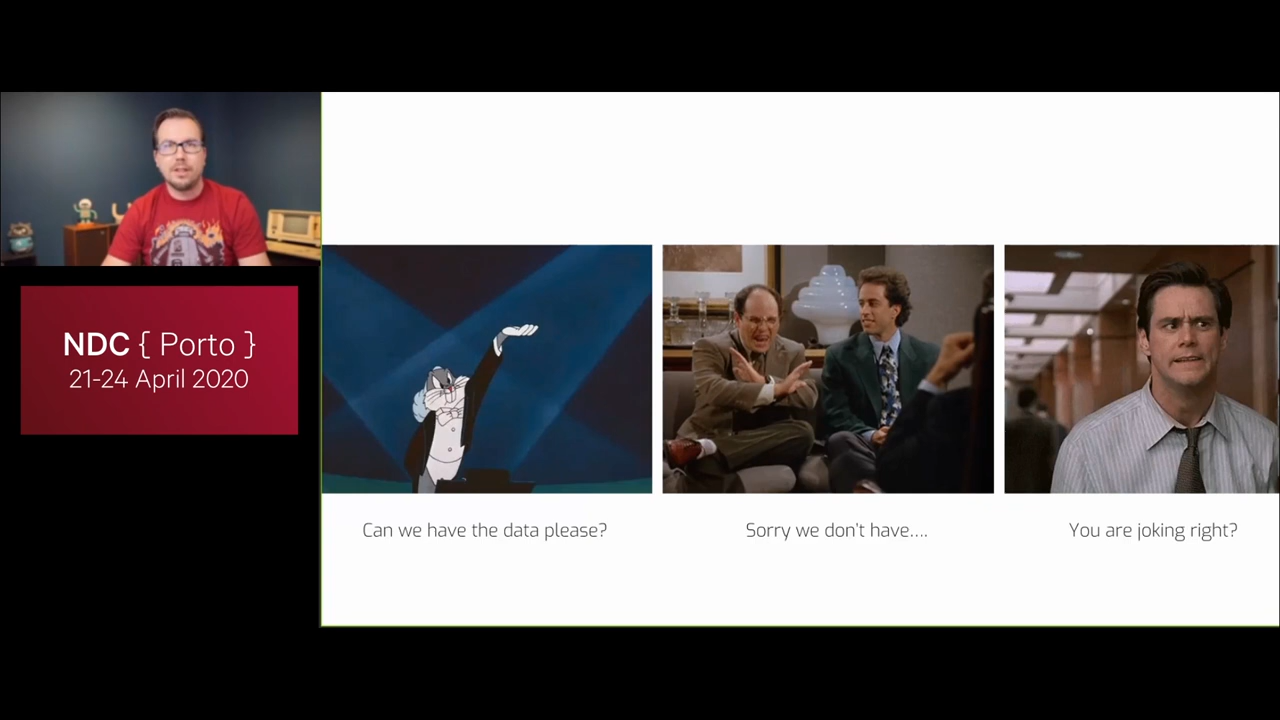 NDC { Porto }
21-24 April 2020
Can we have the data please?
Sorry we don't have....
You are joking right?